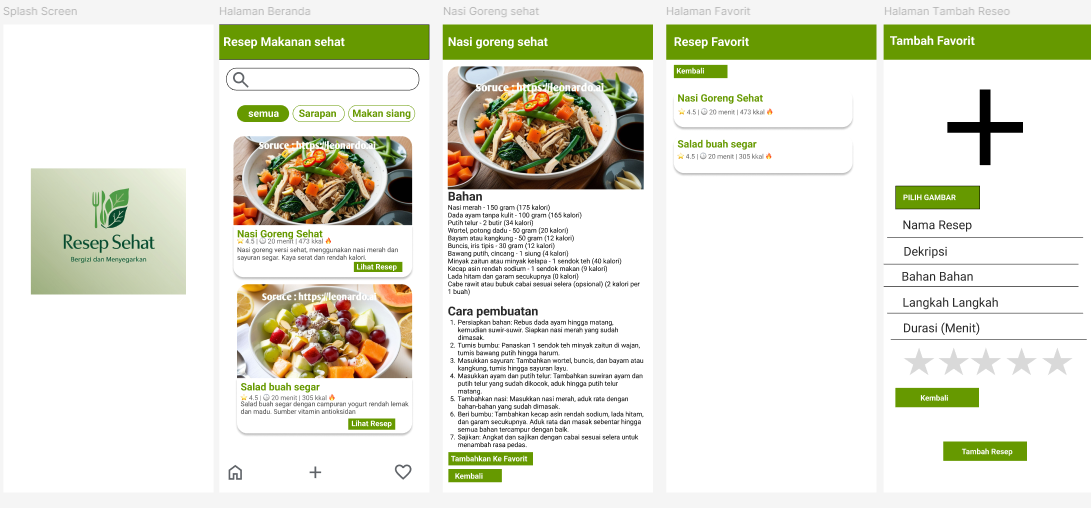 Splash Screen
Resep Sehat
Bergizi dan Menyegarkan
Halaman Beranda
Resep Makanan sehat
semua
Sarapan
Makan siang
Soruce :https://leonardo.ai.
Nasi Goreng Sehat
4.5 | 20 menit | 473 kkal
Nasi goreng versi sehat, menggunakan nasi merah dan
sayuran segar. Kaya serat dan rendah kalori.
Lihat Resep
Soruce : https://leonardo.ai
Salad buah segar
4.5 | 20 menit | 305 kkal
Salad buah segar dengan campuran yogurt rendah lemak
dan madu. Sumber vitamin antioksidan
Lihat Resep
Nasi Goreng sehat
Nasi goreng sehat
Soruce : https://leonardo.ai.
Bahan
Nasi merah - 150 gram (175 kalori)
Dada ayam tanpa kulit - 100 gram (165 kalori)
Putih telur - 2 butir (34 kalori)
Wortel, potong dadu - 50 gram (20 kalori)
Bayam atau kangkung - 50 gram (12 kalori)
Buncis, iris tipis - 30 gram (12 kalori)
Bawang putih, cincang - 1 siung (4 kalori)
Minyak zaitun atau minyak kelapa - 1 sendok teh (40 kalori)
Kecap asin rendah sodium - 1 sendok makan (9 kalori)
Lada hitam dan garam secukupnya (0 kalori)
Cabe rawit atau bubuk cabai sesuai selera (opsional) (2 kalori per
1 buah)
Cara pembuatan
1. Persiapkan bahan: Rebus dada ayam hingga matang,
kemudian suwir-suwir. Siapkan nasi merah yang sudah
dimasak.
2. Tumis bumbu: Panaskan 1 sendok teh minyak zaitun di wajan,
tumis bawang putih hingga harum.
3. Masukkan sayuran: Tambahkan wortel, buncis, dan bayam atau
kangkung, tumis hingga sayuran layu.
4. Masukkan ayam dan putih telur: Tambahkan suwiran ayam dan
putih telur yang sudah dikocok, aduk hingga putih telur
matang.
5. Tambahkan nasi: Masukkan nasi merah, aduk rata dengan
bahan-bahan yang sudah dimasak.
6. Beri bumbu: Tambahkan kecap asin rendah sodium, lada hitam,
dan garam secukupnya. Aduk rata dan masak sebentar hingga
semua bahan tercampur dengan baik.
7. Sajikan: Angkat dan sajikan dengan cabai sesuai selera untuk
menambah rasa pedas.
Tambahkan Ke Favorit
Kembali
Halaman Favorit
Resep Favorit
Kembali
Nasi Goreng Sehat
4.5 | 20 menit | 473 kkal
Salad buah segar
4.5 | 20 menit | 305 kkal
Halaman Tambah Reseo
Tambah Favorit
PILIH GAMBAR
Nama Resep
Dekripsi
Bahan Bahan
Langkah Langkah
Durasi (Menit)
Kembali
Tambah Resep